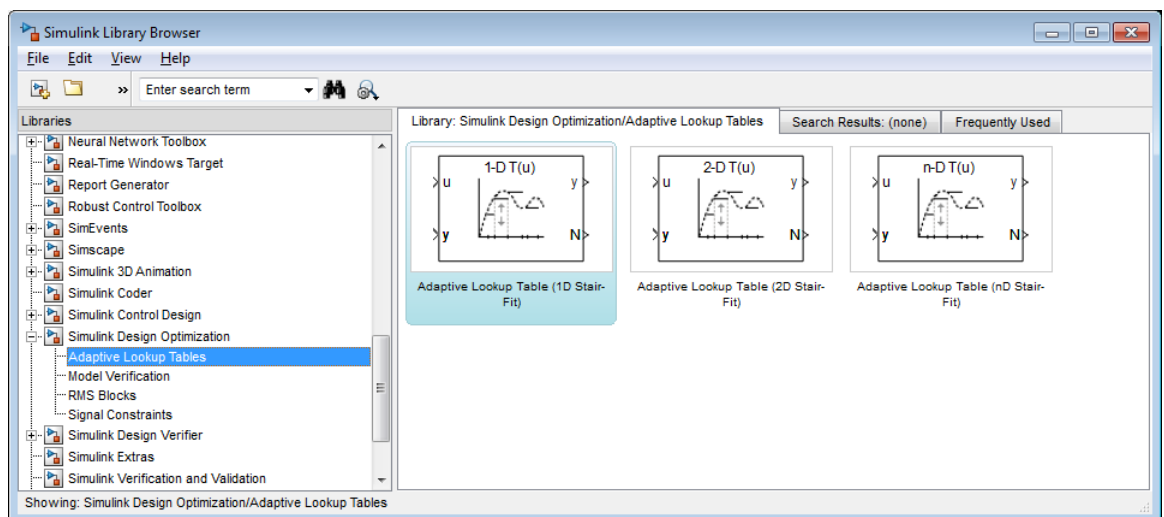 Simulink Library Browser
File Edit View Help
» Enter search term
Libraries
Neural Network Toolbox
Real-Time Windows Target
Report Generator
Robust Control Toolbox
SimEvents
Simscape
Simulink 3D Animation
Simulink Coder
Simulink Control Design
Simulink Design Optimization
Adaptive Lookup Tables
Model Verification
RMS Blocks
Signal Constraints
Simulink Design Verifier
Simulink Extras
Simulink Verification and Validation
Library: Simulink Design Optimization/Adaptive Lookup Tables Search Results: (none) Frequently Used
1-D T(u)
u y
y N
Adaptive Lookup Table (1D Stair-
Fit)
2-D T(u)
u y
y N
Adaptive Lookup Table (2D Stair-
Fit)
n-D T(u)
u y
y N
Adaptive Lookup Table (nD Stair-
Fit)
Showing: Simulink Design Optimization/Adaptive Lookup Tables